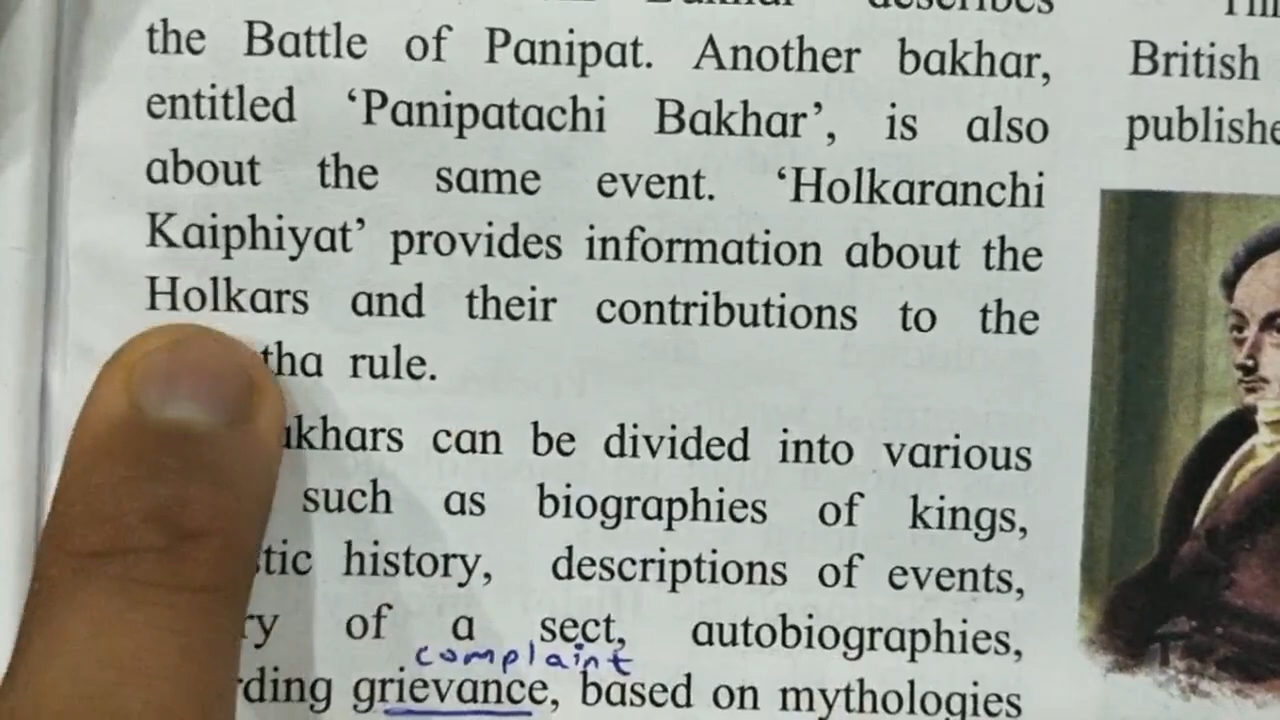 describes
the Battle of Panipat. Another bakhar,
entitled ‘Panipatachi Bakhar’, is also
about the same event. ‘Holkaranchi
Kaiphiyat’ provides information about the
Holkars and their contributions to the
tha rule.
akhars can be divided into various
such as biographies of kings,
tic history, descriptions of events,
ry of a sect, autobiographies,
complaint
ding grievance, based on mythologies
British
publishe